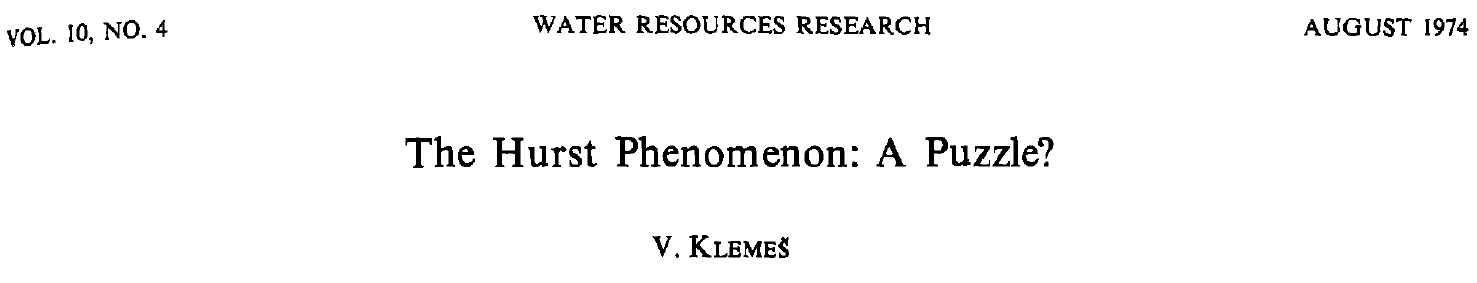 VOL. 10, NO. 4 WATER RESOURCES RESEARCH AUGUST 1974
The Hurst Phenomenon: A Puzzle?
V. KLEMEŠ